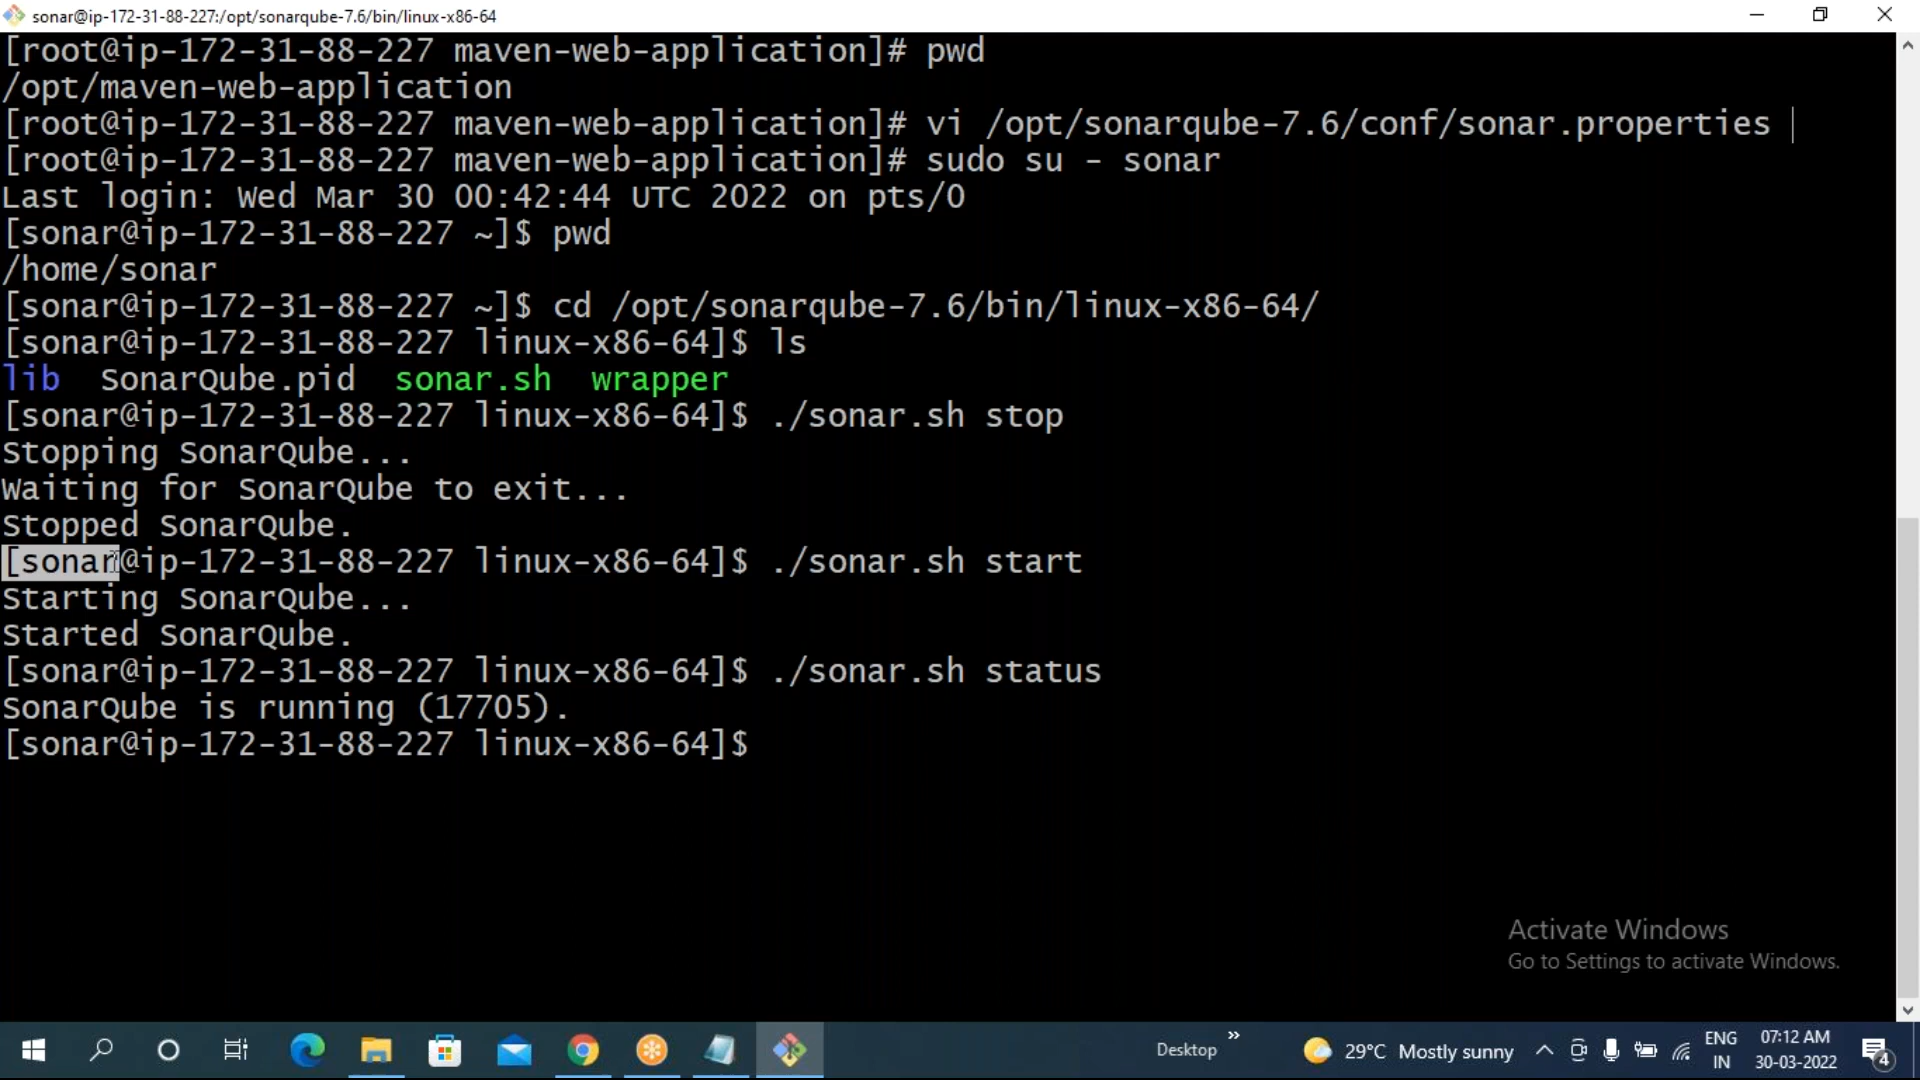 sonar@ip-172-31-88-227:/opt/sonarqube-7.6/bin/linux-x86-64
[root@ip-172-31-88-227 maven-web-application]# pwd
/opt/maven-web-application
[root@ip-172-31-88-227 maven-web-application]# vi /opt/sonarqube-7.6/conf/sonar.properties
[root@ip-172-31-88-227 maven-web-application]# sudo su - sonar
Last login: Wed Mar 30 00:42:44 UTC 2022 on pts/0
[sonar@ip-172-31-88-227 ~]$ pwd
/home/sonar
[sonar@ip-172-31-88-227 ~]$ cd /opt/sonarqube-7.6/bin/linux-x86-64/
[sonar@ip-172-31-88-227 linux-x86-64]$ ls
lib  SonarQube.pid  sonar.sh  wrapper
[sonar@ip-172-31-88-227 linux-x86-64]$ ./sonar.sh stop
Stopping SonarQube...
Waiting for SonarQube to exit...
Stopped SonarQube.
[sonar@ip-172-31-88-227 linux-x86-64]$ ./sonar.sh start
Starting SonarQube...
Started SonarQube.
[sonar@ip-172-31-88-227 linux-x86-64]$ ./sonar.sh status
SonarQube is running (17705).
[sonar@ip-172-31-88-227 linux-x86-64]$
Activate Windows
Go to Settings to activate Windows.
Desktop » 29°C Mostly sunny ENG 07:12 AM
IN 30-03-2022 4